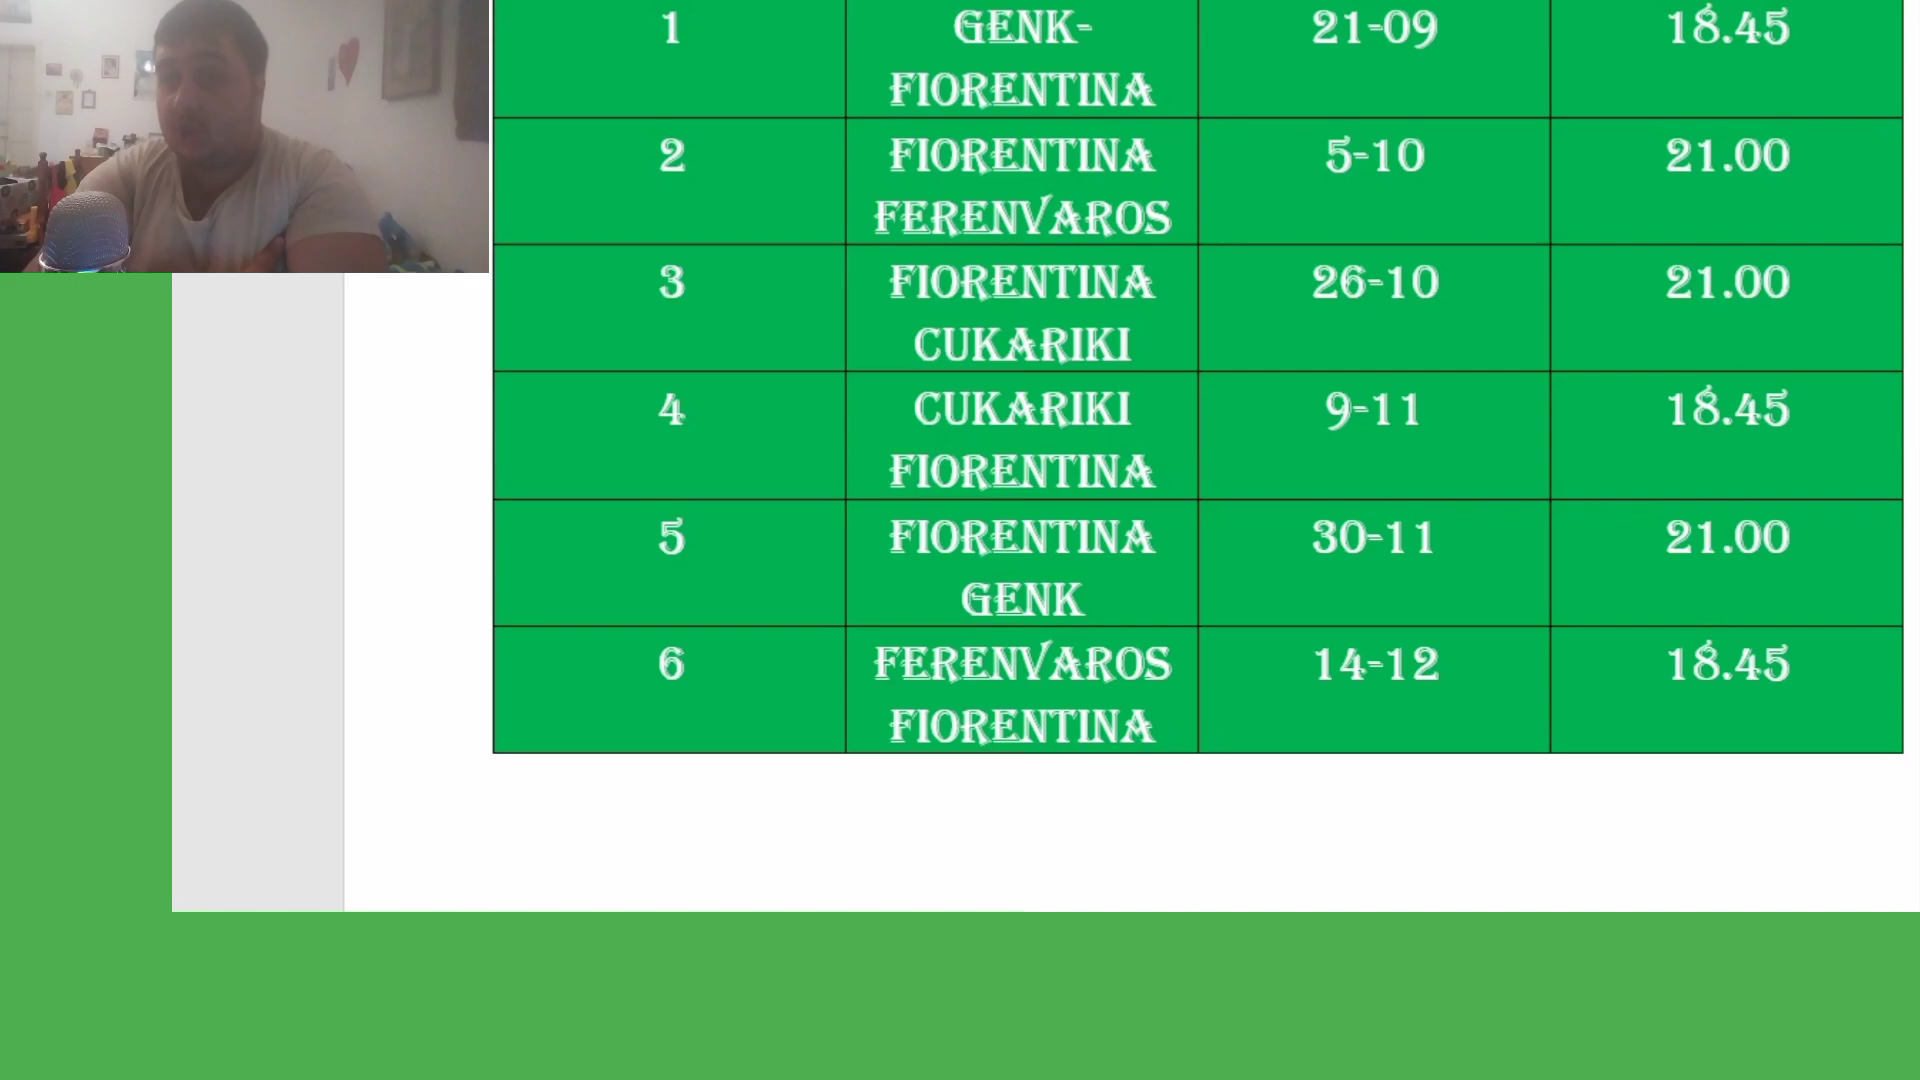 1 GENK- 21-09 18.45
FIORENTINA
2 FIORENTINA 5-10 21.00
FERENVAROS
3 FIORENTINA 26-10 21.00
CUKARIKI
4 CUKARIKI 9-11 18.45
FIORENTINA
5 FIORENTINA 30-11 21.00
GENK
6 FERENVAROS 14-12 18.45
FIORENTINA